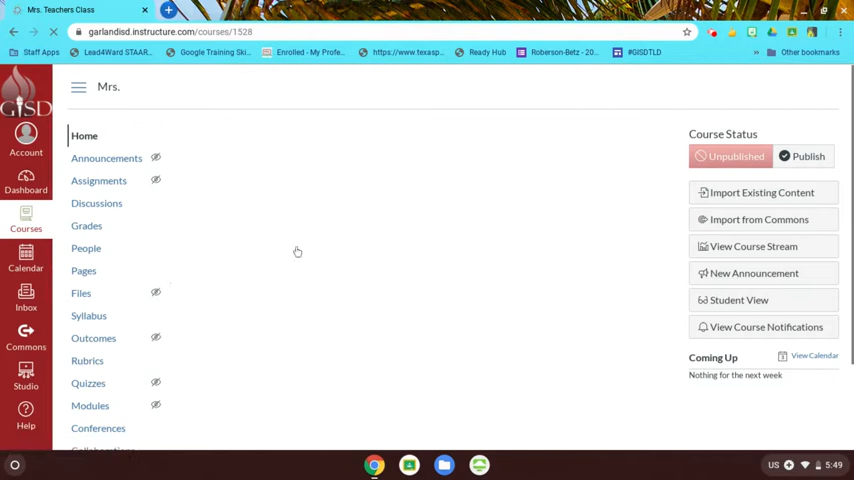 Mrs. Teachers Class
garlandisd.instructure.com/courses/1528
Staff Apps
Lead4Ward STAAR...
Google Training Ski...
Enrolled - My Profe...
https://www.texasp...
Ready Hub
Roberson-Betz - 20...
#GISDTLD
»
Other bookmarks
GISD
Account
Dashboard
Courses
Calendar
Inbox
Commons
Studio
Help
Mrs.
Home
Announcements
Assignments
Discussions
Grades
People
Pages
Files
Syllabus
Outcomes
Rubrics
Quizzes
Modules
Conferences
Collaborations
Course Status
Unpublished
Publish
Import Existing Content
Import from Commons
View Course Stream
New Announcement
Student View
View Course Notifications
Coming Up
View Calendar
Nothing for the next week
US
5:49